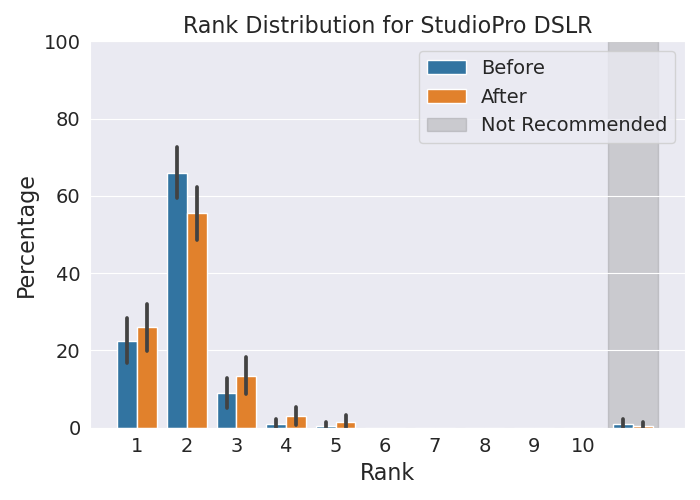 Rank Distribution for StudioPro DSLR
Percentage
100
80
60
40
20
0
Before
After
Not Recommended
1 2 3 4 5 6 7 8 9 10
Rank